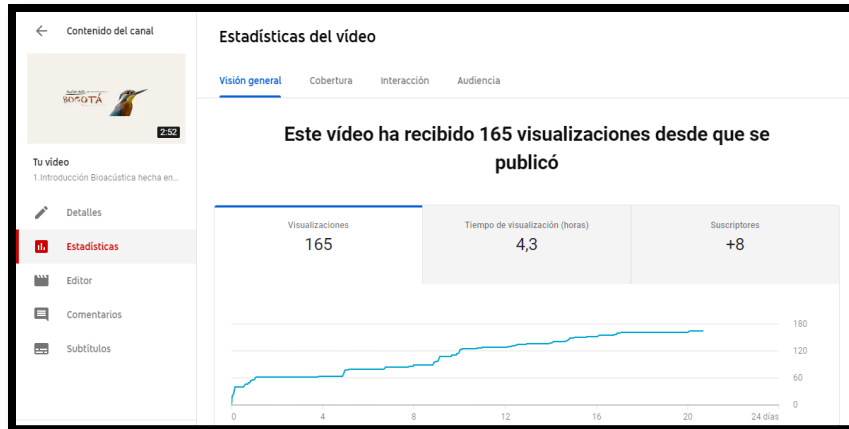 Contenido del canal
BOGOTÁ
2:52
Tu vídeo
1.Introducción Bioacústica hecha en...
Detalles
Estadísticas
Editor
Comentarios
Subtítulos
Estadísticas del vídeo
Visión general Cobertura Interacción Audiencia
Este vídeo ha recibido 165 visualizaciones desde que se
publicó
Visualizaciones
165
Tiempo de visualización (horas)
4,3
Suscriptores
+8
180
120
60
0
0 4 8 12 16 20 24 días